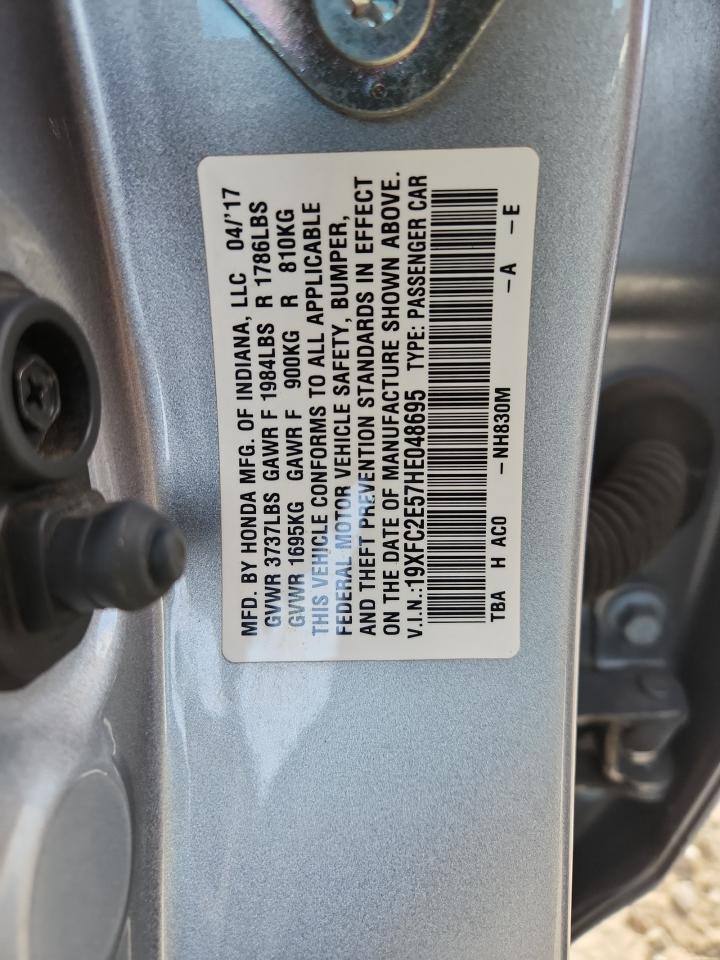 MFD. BY HONDA MFG. OF INDIANA, LLC 04/'17
GVWR 3737LBS GAWR F 1984LBS R 1786LBS
GVWR 1695KG GAWR F 900KG R 810KG
THIS VEHICLE CONFORMS TO ALL APPLICABLE
FEDERAL MOTOR VEHICLE SAFETY, BUMPER,
AND THEFT PREVENTION STANDARDS IN EFFECT
ON THE DATE OF MANUFACTURE SHOWN ABOVE.
V.I.N.:19XFC2E57HE048695 TYPE: PASSENGER CAR
TBA H AC0 -NH830M -A -E